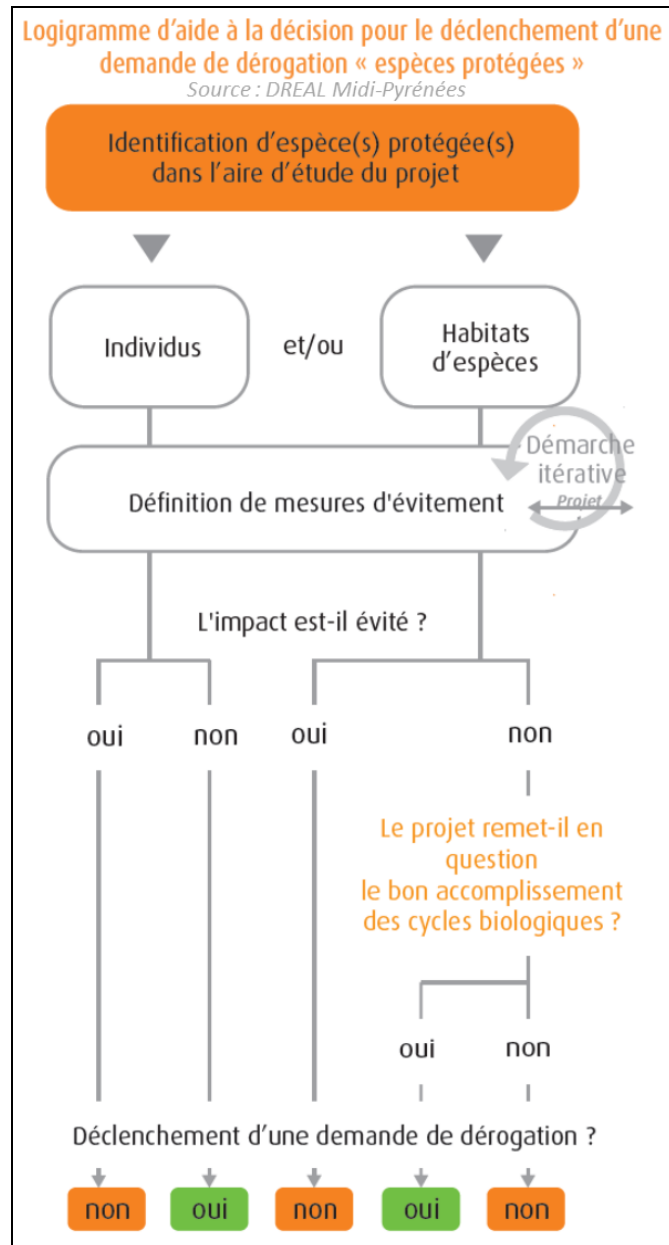 Logigramme d’aide à la décision pour le déclenchement d’une
demande de dérogation « espèces protégées »
Source : DREAL Midi-Pyrénées
Identification d’espèce(s) protégée(s)
dans l’aire d’étude du projet
Individus
et/ou
Habitats
d’espèces
Démarche
itérative
Projet
Définition de mesures d'évitement
L'impact est-il évité ?
oui
non
oui
non
Le projet remet-il en
question
le bon accomplissement
des cycles biologiques ?
oui
non
Déclenchement d’une demande de dérogation ?
non
oui
non
oui
non